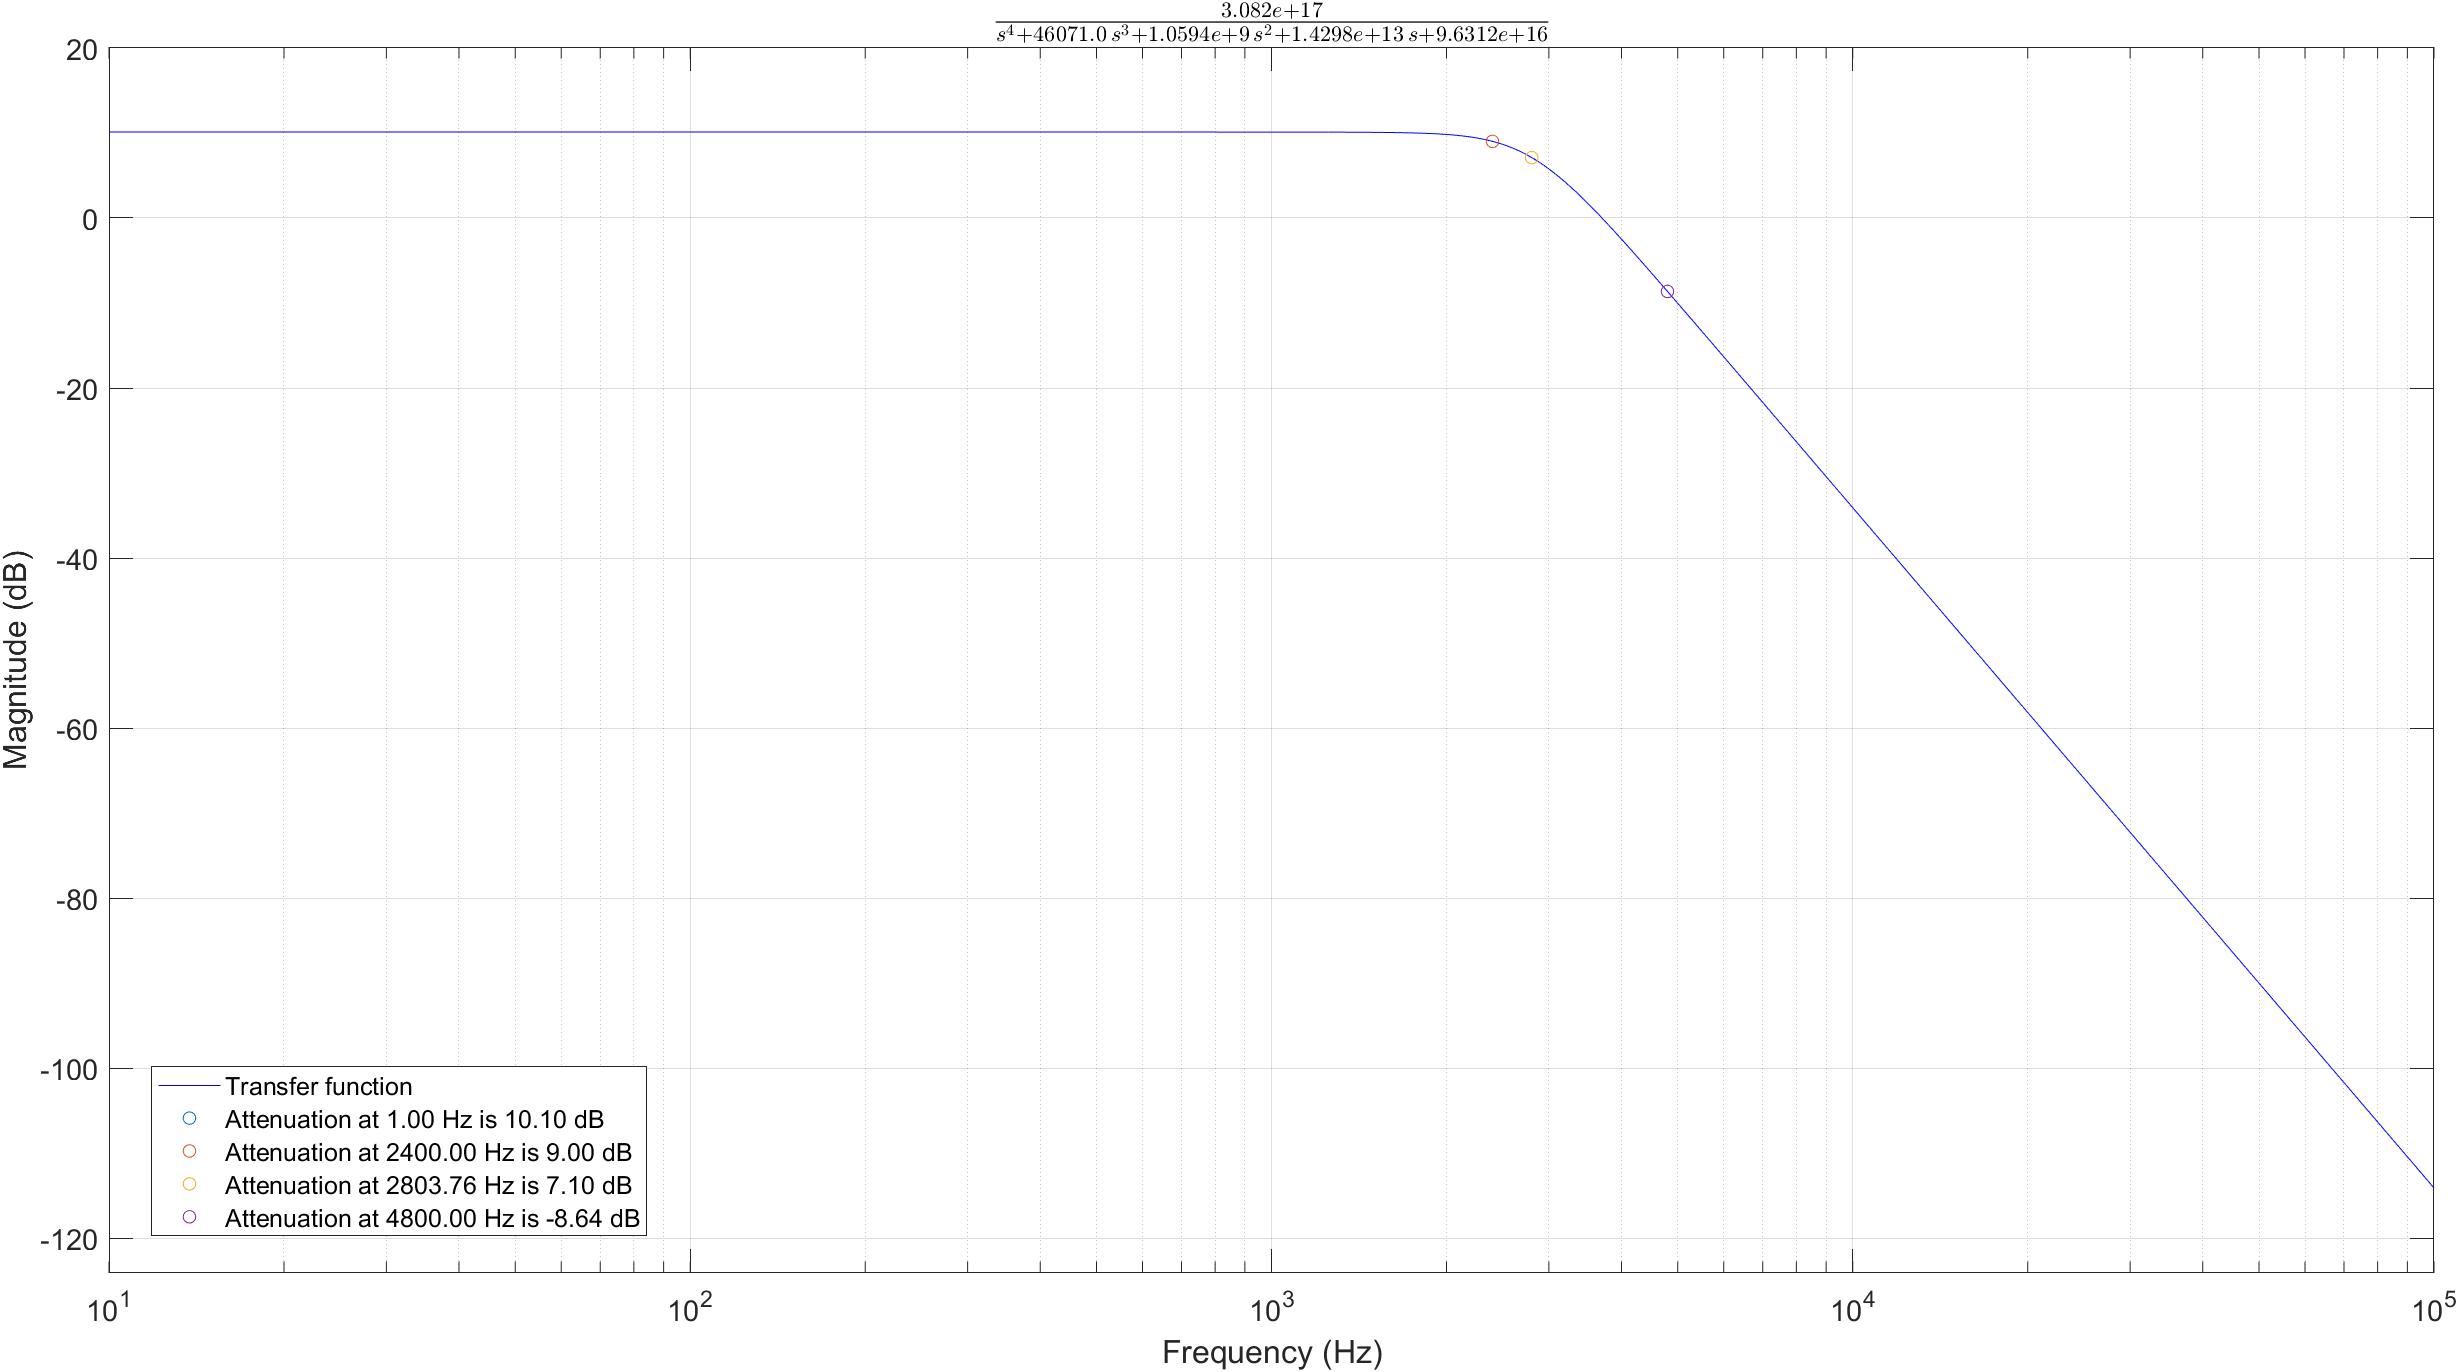 3.082e+17
s⁴+46071.0 s³+1.0594e+9 s²+1.4298e+13 s+9.6312e+16
20
0
-20
-40
-60
-80
-100
-120
Magnitude (dB)
Transfer function
Attenuation at 1.00 Hz is 10.10 dB
Attenuation at 2400.00 Hz is 9.00 dB
Attenuation at 2803.76 Hz is 7.10 dB
Attenuation at 4800.00 Hz is -8.64 dB
10¹ 10² 10³ 10⁴ 10⁵
Frequency (Hz)